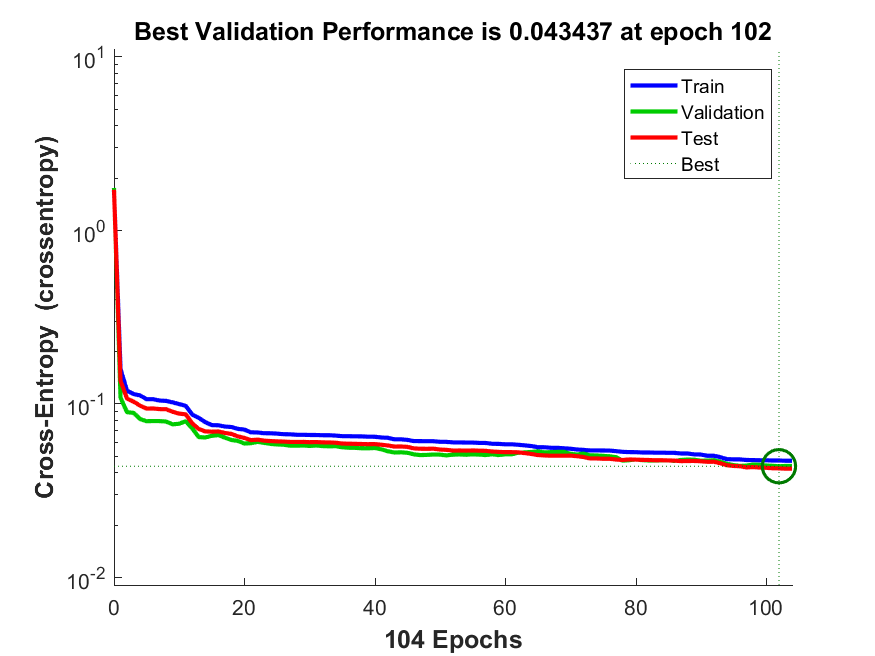 Best Validation Performance is 0.043437 at epoch 102
Cross-Entropy (crossentropy)
10^1
10^0
10^-1
10^-2
Train
Validation
Test
Best
0 20 40 60 80 100
104 Epochs